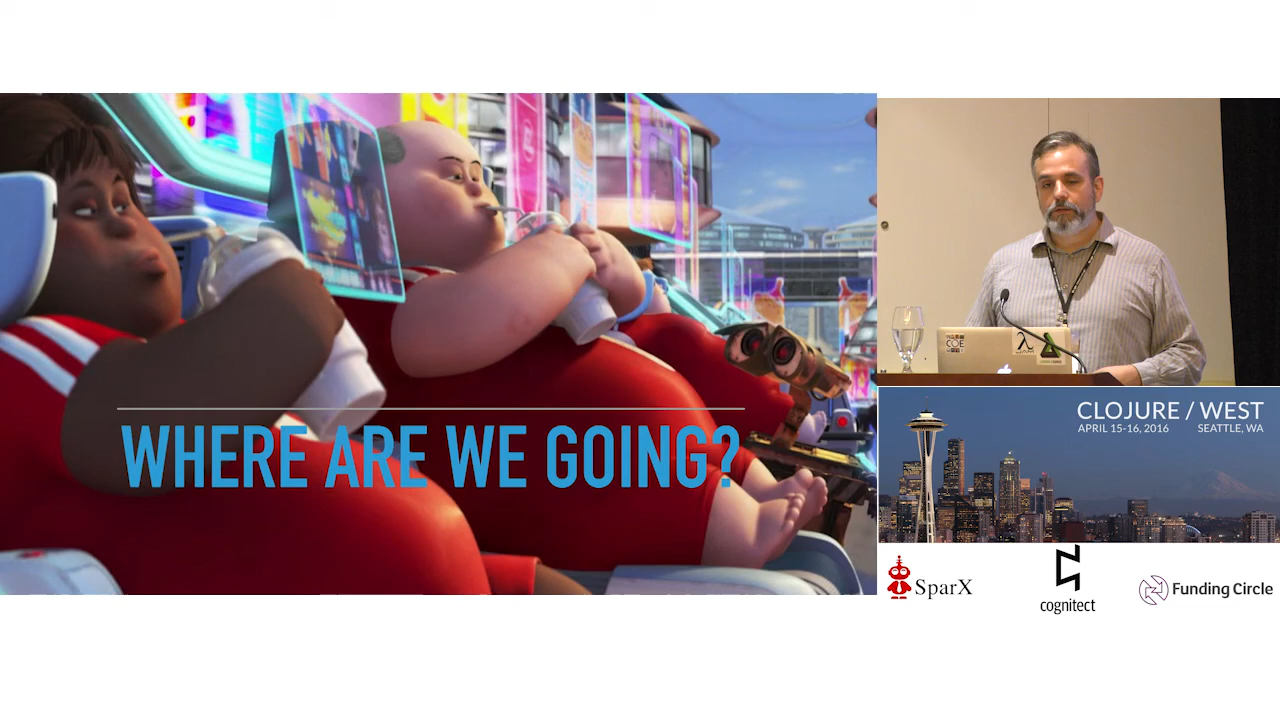 WHERE ARE WE GOING?
CLOJURE / WEST
APRIL 15-16, 2016 SEATTLE, WA
SparX
cognitect
Funding Circle